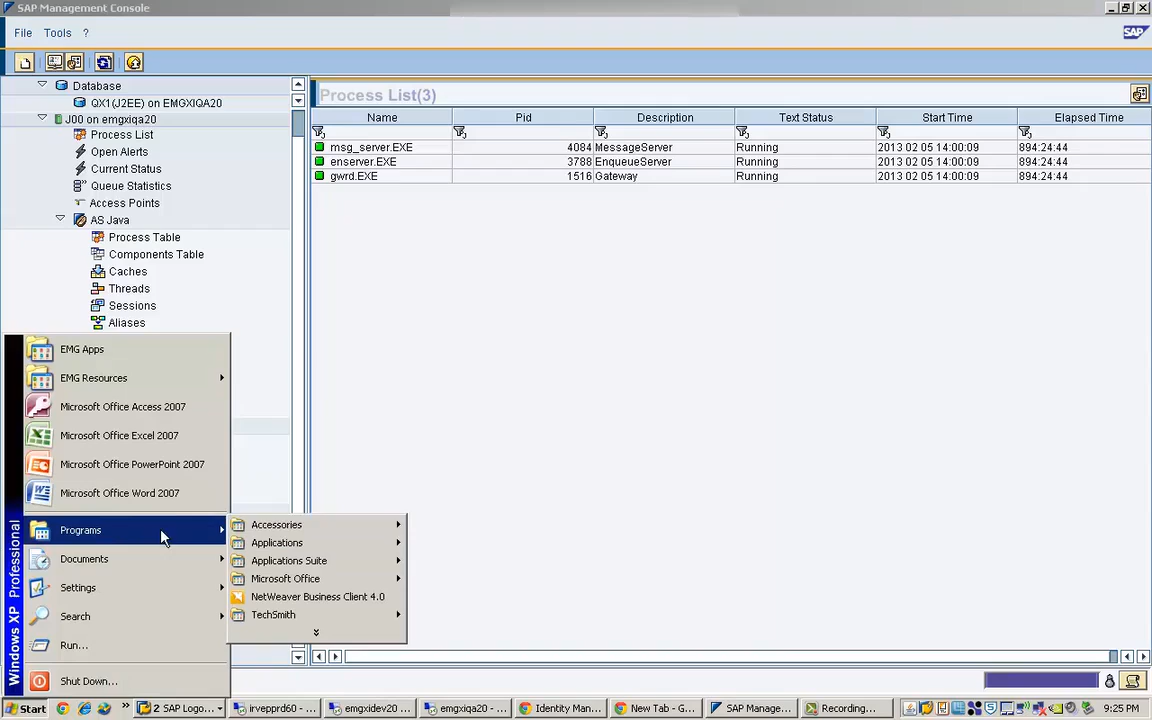 SAP Management Console
File Tools ?
SAP
Database
QX1(J2EE) on EMGXIQA20
J00 on emgxiqa20
Process List
Open Alerts
Current Status
Queue Statistics
Access Points
AS Java
Process Table
Components Table
Caches
Threads
Sessions
Aliases
Process List(3)
Name Pid Description Text Status Start Time Elapsed Time
msg_server.EXE 4084 MessageServer Running 2013 02 05 14:00:09 894:24:44
enserver.EXE 3788 EnqueueServer Running 2013 02 05 14:00:09 894:24:44
gwrd.EXE 1516 Gateway Running 2013 02 05 14:00:09 894:24:44
EMG Apps
EMG Resources
Microsoft Office Access 2007
Microsoft Office Excel 2007
Microsoft Office PowerPoint 2007
Microsoft Office Word 2007
Programs
Documents
Settings
Search
Run...
Shut Down...
Windows XP Professional
Accessories
Applications
Applications Suite
Microsoft Office
NetWeaver Business Client 4.0
TechSmith
Start
2 SAP Logo...
irvepprd60 - ...
emgxidev20 ...
emgxiqa20 - ...
Identity Man...
New Tab - G...
SAP Manage...
Recording...
9:25 PM